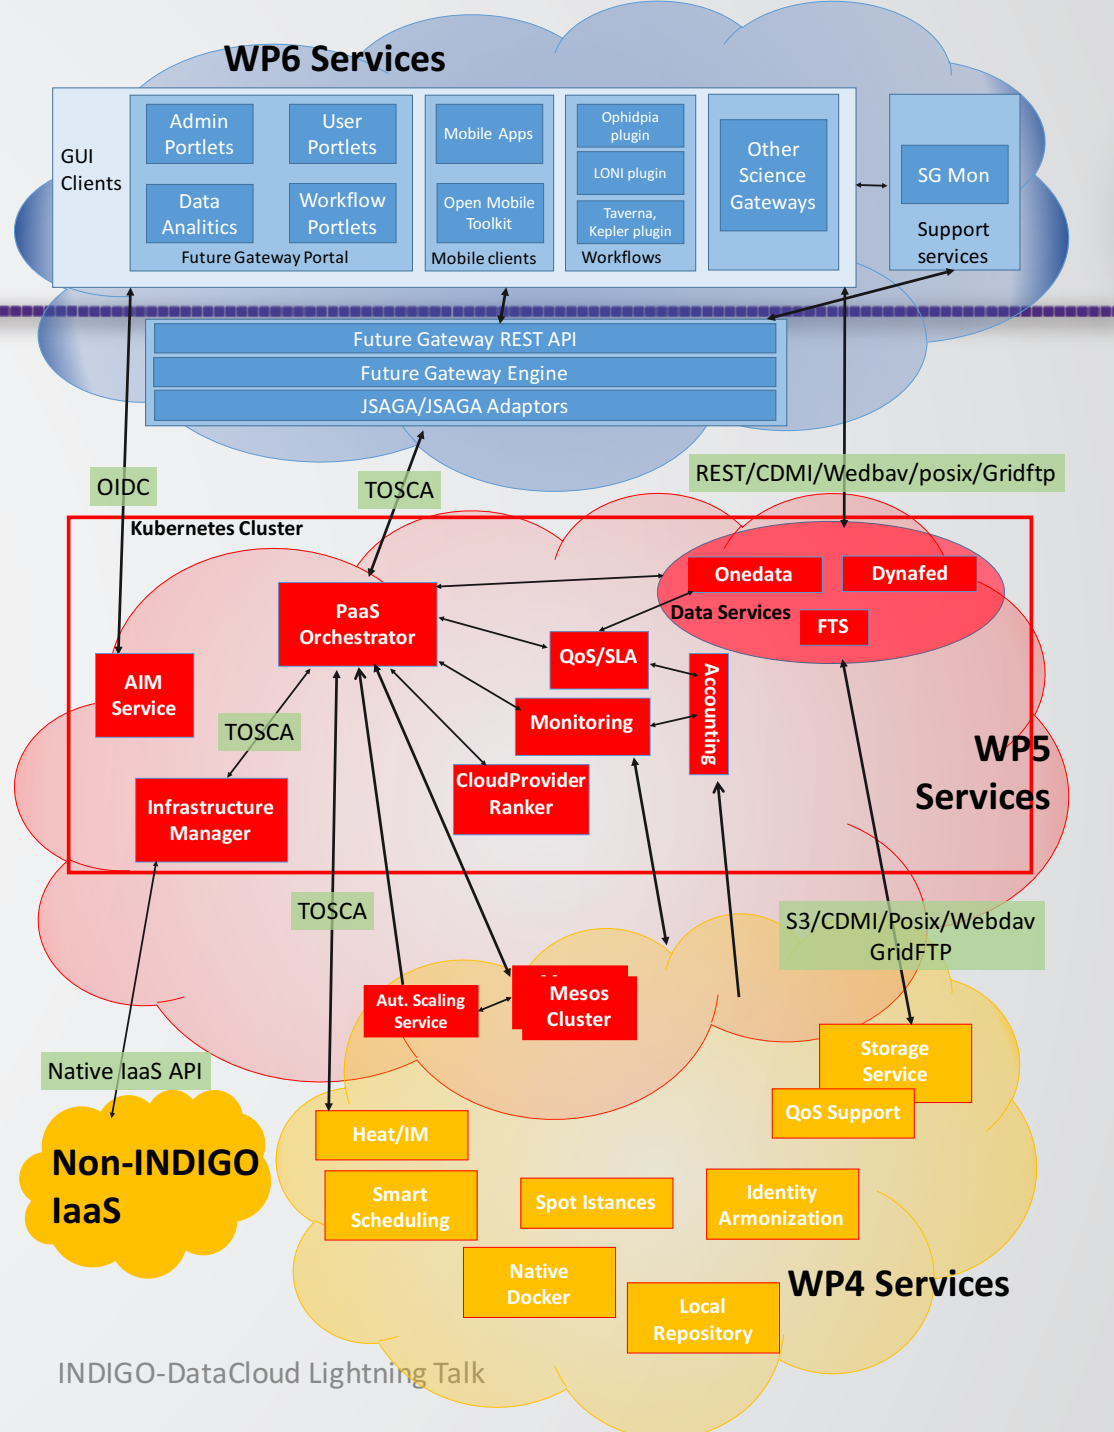 WP6 Services
GUI
Clients
Admin
Portlets
User
Portlets
Data
Analitics
Workflow
Portlets
Future Gateway Portal
Mobile Apps
Open Mobile
Toolkit
Mobile clients
Ophidpia
plugin
LONI plugin
Taverna,
Kepler plugin
Workflows
Other
Science
Gateways
SG Mon
Support
services
Future Gateway REST API
Future Gateway Engine
JSAGA/JSAGA Adaptors
OIDC
TOSCA
REST/CDMI/Wedbav/posix/Gridftp
Kubernetes Cluster
Onedata
Dynafed
Data Services
FTS
PaaS
Orchestrator
QoS/SLA
Accounting
AIM
Service
Monitoring
TOSCA
WP5
Services
CloudProvider
Ranker
Infrastructure
Manager
TOSCA
S3/CDMI/Posix/Webdav
GridFTP
Aut. Scaling
Service
Mesos
Cluster
Storage
Service
QoS Support
Native IaaS API
Non-INDIGO
IaaS
Heat/IM
Smart
Scheduling
Spot Istances
Identity
Armonization
Native
Docker
Local
Repository
WP4 Services
INDIGO-DataCloud Lightning Talk